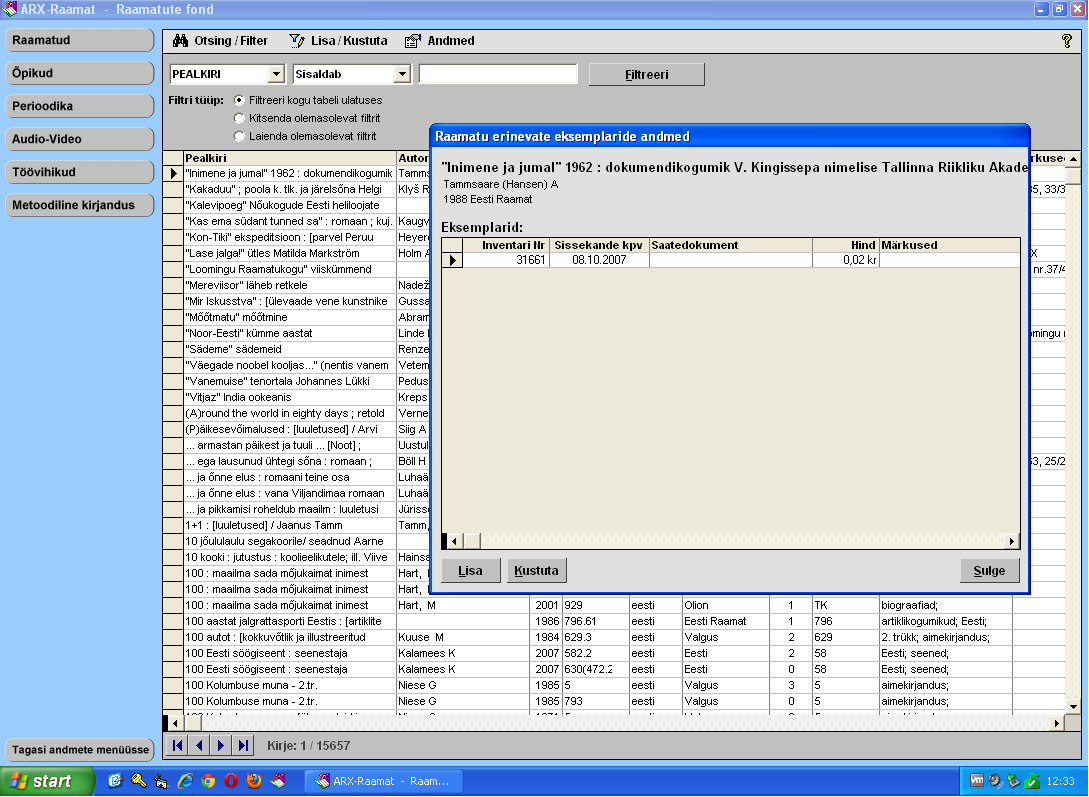 ARX-Raamat - Raamatute fond
Raamatud
Õpikud
Perioodika
Audio-Video
Töövihikud
Metoodiline kirjandus
Tagasi andmete menüüsse
Otsing / Filter Lisa / Kustuta Andmed
PEALKIRI Sisaldab Filtreeri
Filtri tüüp: Filtreeri kogu tabeli ulatuses
Kitsenda olemasolevat filtrit
Laienda olemasolevat filtrit
Raamatu erinevate eksemplaride andmed
"Inimene ja jumal" 1962 : dokumendikogumik V. Kingissepa nimelise Tallinna Riikliku Akade
Tammsaare (Hansen) A
1988 Eesti Raamat
Eksemplarid:
Inventari Nr Sissekande kpv Saatedokument Hind Märkused
31661 08.10.2007 0,02 kr
Lisa Kustuta Sulge
Pealkiri Autor rkused
"Inimene ja jumal" 1962 : dokumendikogumik Tamms
"Kakaduu" ; poola k. tlk. ja järelsõna Helgi Klyš R 35, 33/3
"Kalevipoeg" Nõukogude Eesti heliloojate
"Kas ema südant tunned sa" : romaan ; kuj. Kaugv
"Kon-Tiki" ekspeditsioon : [parvel Peruu Heyer
"Lase jalga!" ütles Matilda Markström Holm A X
"Loomingu Raamatukogu" viiskümmend nr.37/4
"Mereviisor" läheb retkele Nadež
"Mir Iskusstva" : [ülevaade vene kunstnike Gussa
"Mõõtmatu" mõõtmine Abram
"Noor-Eesti" kümme aastat Linde omingu r
"Sädeme" sädemeid Renze
"Väegade noobel kooljas..." (nentis vanem Vetem
"Vanemuise" tenortala Johannes Lükki Pedus
"Vitjaz" India ookeanis Kreps
(A)round the world in eighty days ; retold Verne
(P)äikesevõimalused : [luuletused] / Arvi Siig A
... armastan päikest ja tuuli ... [Noot] ; Uustul
... ega lausunud ühtegi sõna : romaan ; Böll H 33, 25/2
... ja õnne elus : romaani teine osa Luhaä
... ja õnne elus : vana Viljandimaa romaan Luhaä
... ja pikkamisi roheldub maailm : luuletusi Jürisso
1+1 : [luuletused] / Jaanus Tamm Tamm,
10 jõululaulu segakoorile/ seadnud Aarne
10 kooki : jutustus : koolieelikutele; ill. Viive Hainsa
100 : maailma sada mõjukaimat inimest Hart,
100 : maailma sada mõjukaimat inimest Hart,
100 : maailma sada mõjukaimat inimest Hart, M 2001 929 eesti Olion 1 TK biograafiad;
100 aastat jalgrattasporti Eestis : [artiklite 1986 796.61 eesti Eesti Raamat 1 796 artiklikogumikud; Eesti;
100 autot : [kokkuvõtlik ja illustreeritud Kuuse M 1984 629.3 eesti Valgus 2 629 2. trükk; aimekirjandus;
100 Eesti söögiseent : seenestaja Kalamees K 2007 582.2 eesti Eesti 2 58 Eesti; seened;
100 Eesti söögiseent : seenestaja Kalamees K 2007 630(472.2 eesti Eesti 0 58 Eesti; seened;
100 Kolumbuse muna - 2.tr. Niese G 1985 5 eesti Valgus 3 5 aimekirjandus;
100 Kolumbuse muna - 2.tr. Niese G 1985 793 eesti Valgus 0 5 aimekirjandus;
Kirje: 1 / 15657
start ARX-Raamat - Raam... 12:33